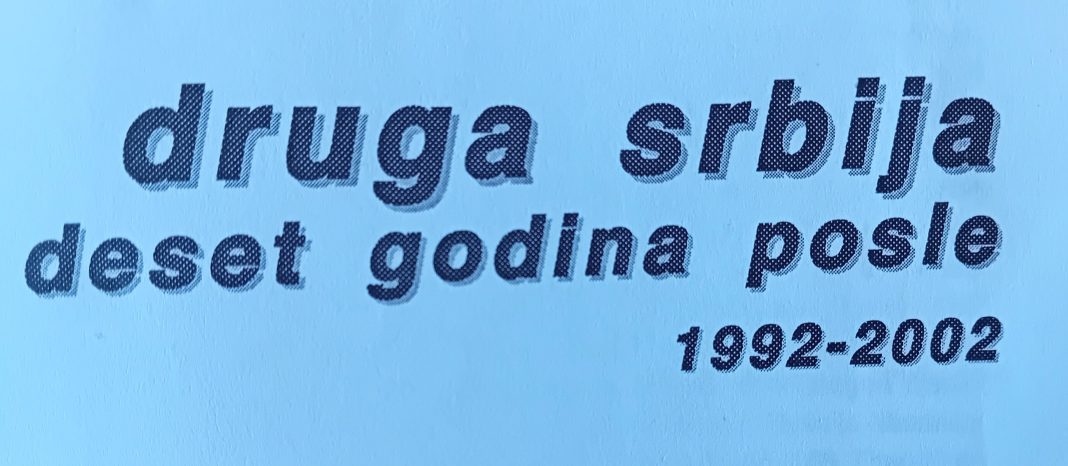 druga srbija
deset godina posle
1992-2002